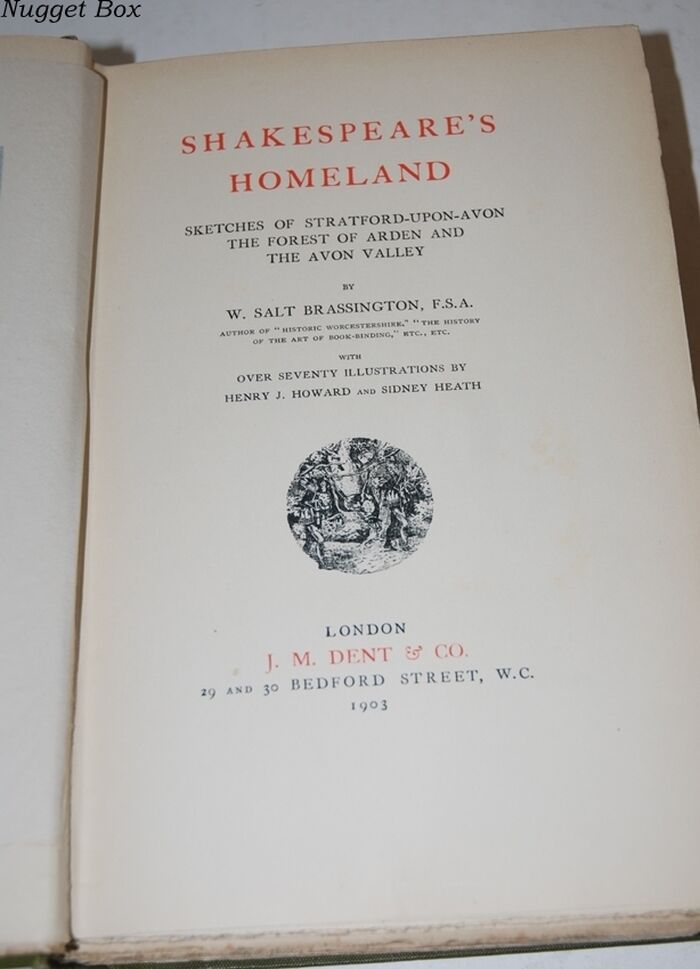 Nugget Box
SHAKESPEARE'S
HOMELAND
SKETCHES OF STRATFORD-UPON-AVON
THE FOREST OF ARDEN AND
THE AVON VALLEY
BY
W. SALT BRASSINGTON, F.S.A.
AUTHOR OF "HISTORIC WORCESTERSHIRE," "THE HISTORY
OF THE ART OF BOOK-BINDING," ETC., ETC.
WITH
OVER SEVENTY ILLUSTRATIONS BY
HENRY J. HOWARD AND SIDNEY HEATH
LONDON
J. M. DENT & CO.
29 AND 30 BEDFORD STREET, W.C.
1903